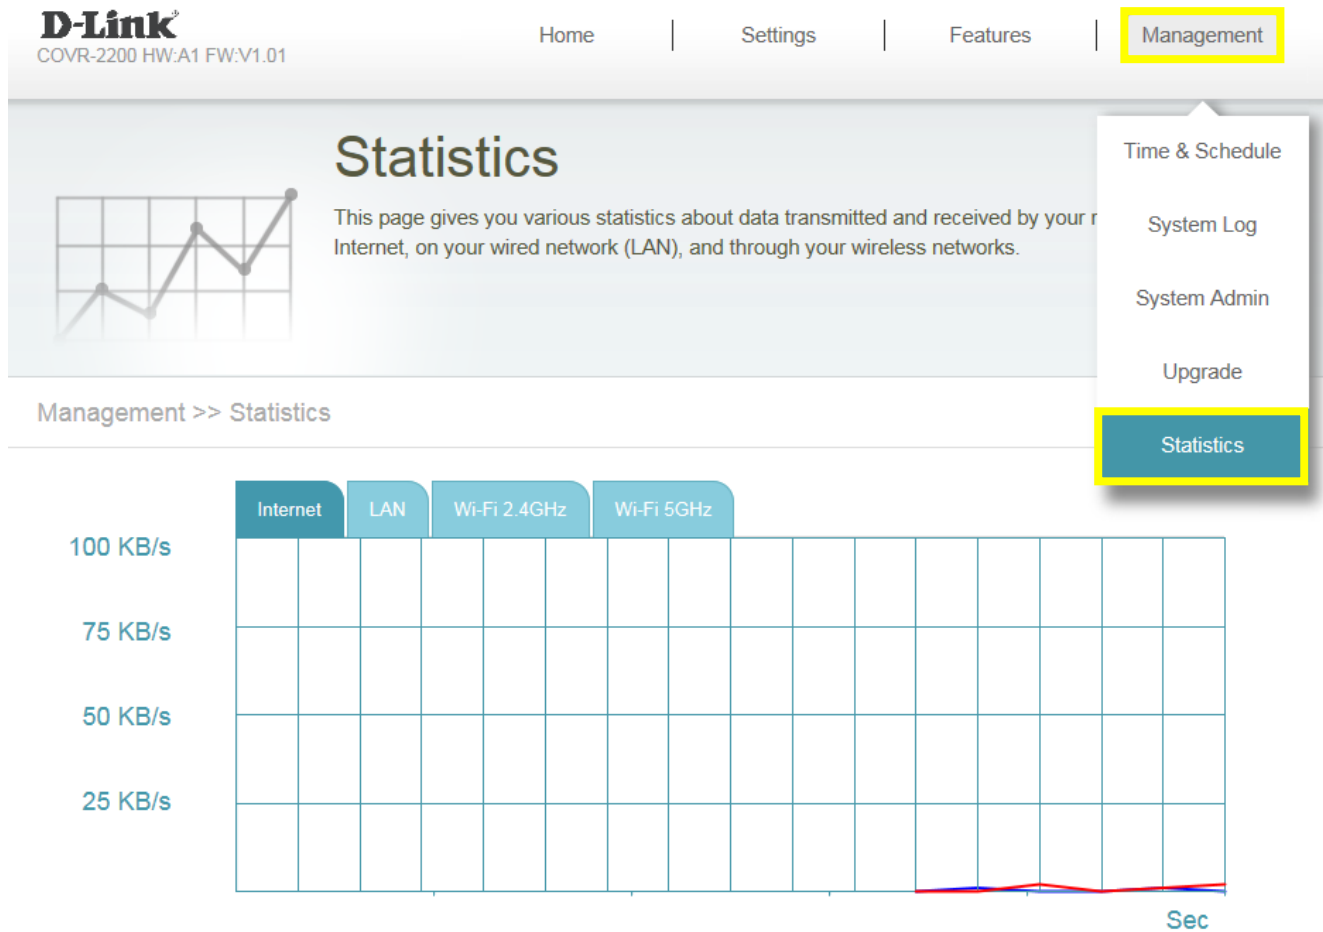 D-Link
COVR-2200 HW:A1 FW:V1.01
Home
Settings
Features
Management
Time & Schedule
System Log
System Admin
Upgrade
Statistics
Statistics
This page gives you various statistics about data transmitted and received by your r
Internet, on your wired network (LAN), and through your wireless networks.
Management >> Statistics
Internet
LAN
Wi-Fi 2.4GHz
Wi-Fi 5GHz
100 KB/s
75 KB/s
50 KB/s
25 KB/s
Sec